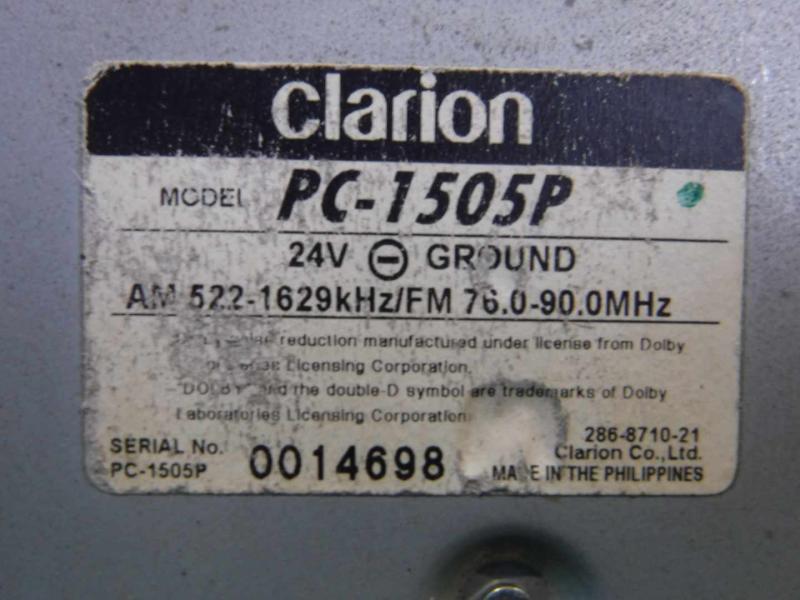 clarion
MODEL PC-1505P
24V ⊖ GROUND
AM 522-1629kHz/FM 76.0-90.0MHz
reduction manufactured under license from Dolby
Licensing Corporation.
"DOLBY" and the double-D symbol are trademarks of Dolby
Laboratories Licensing Corporation
286-8710-21
SERIAL No. 0014698 Clarion Co.,Ltd.
PC-1505P MADE IN THE PHILIPPINES